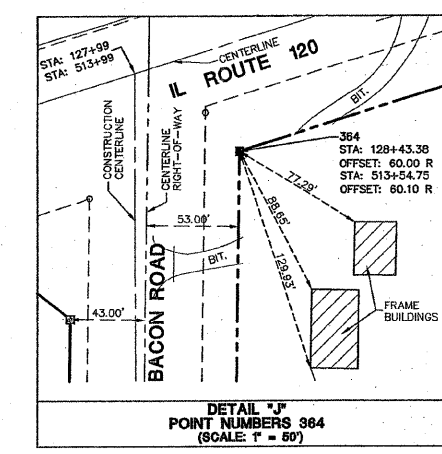 STA: 127+99
STA: 513+99
CENTERLINE
IL ROUTE 120
BIT.
CONSTRUCTION
CENTERLINE
CENTERLINE
RIGHT-OF-WAY
364
STA: 128+43.38
OFFSET: 60.00 R
STA: 513+54.75
OFFSET: 60.10 R
77.29'
88.65'
129.93'
53.00'
BIT.
43.00'
BACON ROAD
FRAME
BUILDINGS
DETAIL "J"
POINT NUMBERS 364
(SCALE: 1" = 50')